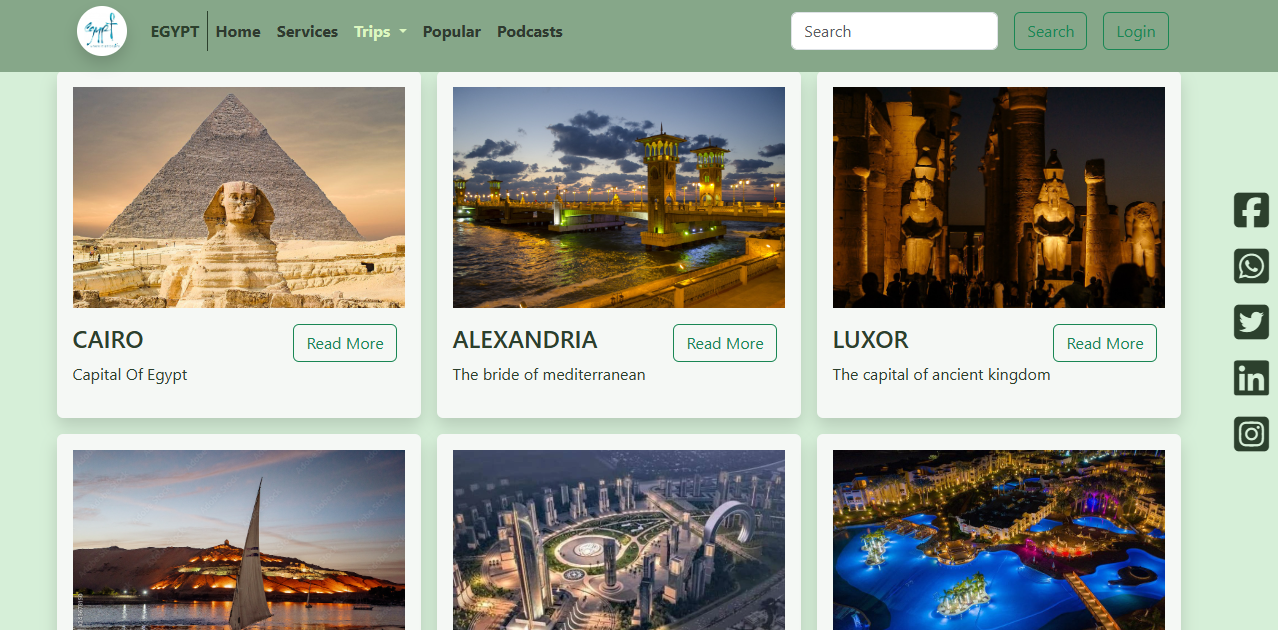 EGYPT Home Services Trips Popular Podcasts Search Search Login
CAIRO Read More
Capital Of Egypt
ALEXANDRIA Read More
The bride of mediterranean
LUXOR Read More
The capital of ancient kingdom